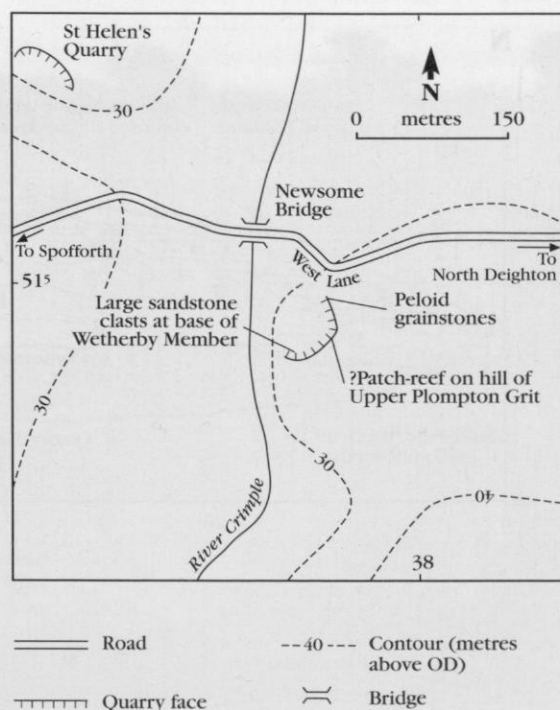 St Helen's
Quarry
N
0 metres 150
30
Newsome
Bridge
To Spofforth
West Lane
To
North Deighton
51⁵
Large sandstone
clasts at base of
Wetherby Member
Peloid
grainstones
?Patch-reef on hill of
Upper Plompton Grit
30
30
40
River Crimple
38
Road
40 Contour (metres
above OD)
Quarry face
Bridge